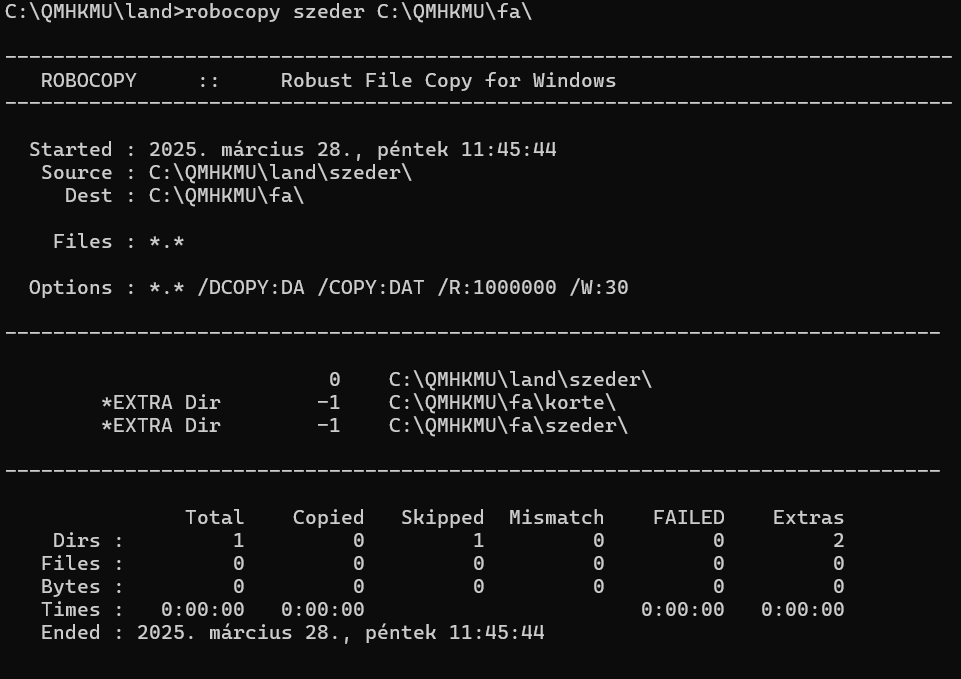 C:\QMHKMU\land>robocopy szeder C:\QMHKMU\fa\
-------------------------------------------------------------------------------
   ROBOCOPY     ::     Robust File Copy for Windows
-------------------------------------------------------------------------------
  Started : 2025. március 28., péntek 11:45:44
   Source : C:\QMHKMU\land\szeder\
     Dest : C:\QMHKMU\fa\
    Files : *.*
  Options : *.* /DCOPY:DA /COPY:DAT /R:1000000 /W:30
------------------------------------------------------------------------------
                           0    C:\QMHKMU\land\szeder\
        *EXTRA Dir        -1    C:\QMHKMU\fa\korte\
        *EXTRA Dir        -1    C:\QMHKMU\fa\szeder\
------------------------------------------------------------------------------
               Total    Copied   Skipped  Mismatch    FAILED    Extras
    Dirs :         1         0         1         0         0         2
   Files :         0         0         0         0         0         0
   Bytes :         0         0         0         0         0         0
   Times :   0:00:00   0:00:00                       0:00:00   0:00:00
   Ended : 2025. március 28., péntek 11:45:44